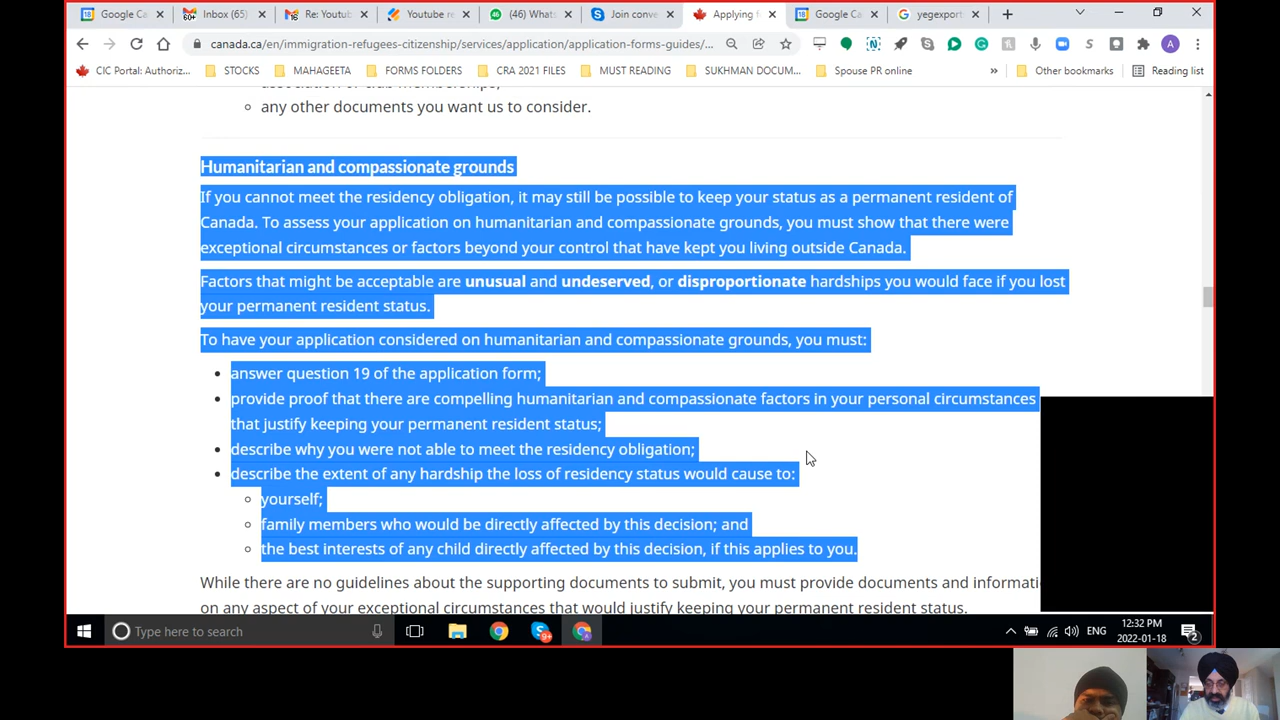 Google Ca
Inbox (65)
Re: Youtub
Youtube re
(46) Whats
Join conve
Applying f
Google Ca
yegexport
canada.ca/en/immigration-refugees-citizenship/services/application/application-forms-guides/...
CIC Portal: Authoriz...
STOCKS
MAHAGEETA
FORMS FOLDERS
CRA 2021 FILES
MUST READING
SUKHMAN DOCUM...
Spouse PR online
»
Other bookmarks
Reading list
any other documents you want us to consider.
Humanitarian and compassionate grounds
If you cannot meet the residency obligation, it may still be possible to keep your status as a permanent resident of
Canada. To assess your application on humanitarian and compassionate grounds, you must show that there were
exceptional circumstances or factors beyond your control that have kept you living outside Canada.
Factors that might be acceptable are unusual and undeserved, or disproportionate hardships you would face if you lost
your permanent resident status.
To have your application considered on humanitarian and compassionate grounds, you must:
answer question 19 of the application form;
provide proof that there are compelling humanitarian and compassionate factors in your personal circumstances
that justify keeping your permanent resident status;
describe why you were not able to meet the residency obligation;
describe the extent of any hardship the loss of residency status would cause to:
yourself;
family members who would be directly affected by this decision; and
the best interests of any child directly affected by this decision, if this applies to you.
While there are no guidelines about the supporting documents to submit, you must provide documents and informati
on any aspect of your exceptional circumstances that would justify keeping your permanent resident status.
Type here to search
ENG
12:32 PM
2022-01-18
2